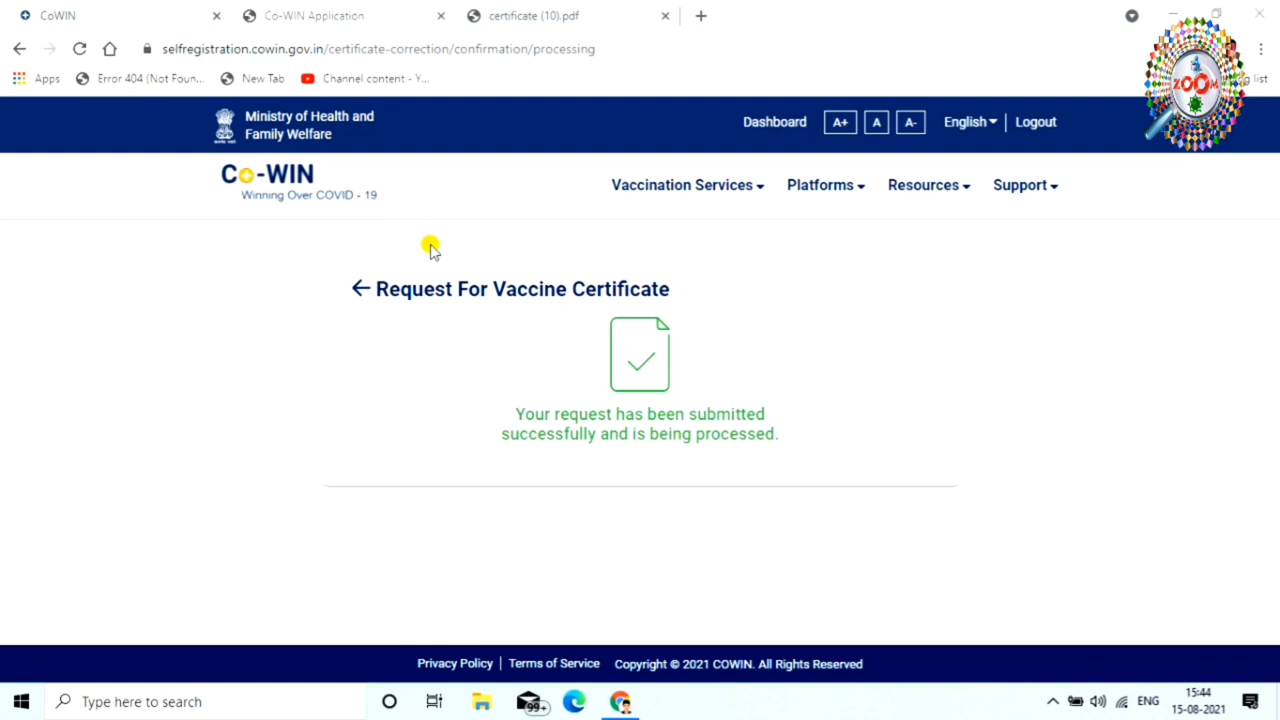 CoWIN
Co-WIN Application
certificate (10).pdf
selfregistration.cowin.gov.in/certificate-correction/confirmation/processing
Apps
Error 404 (Not Foun...
New Tab
Channel content - Y...
list
ZOOM
Ministry of Health and
Family Welfare
Dashboard
A+
A
A-
English
Logout
Co-WIN
Winning Over COVID - 19
Vaccination Services
Platforms
Resources
Support
Request For Vaccine Certificate
Your request has been submitted
successfully and is being processed.
Privacy Policy | Terms of Service Copyright © 2021 COWIN. All Rights Reserved
Type here to search
99+
ENG
15:44
15-08-2021